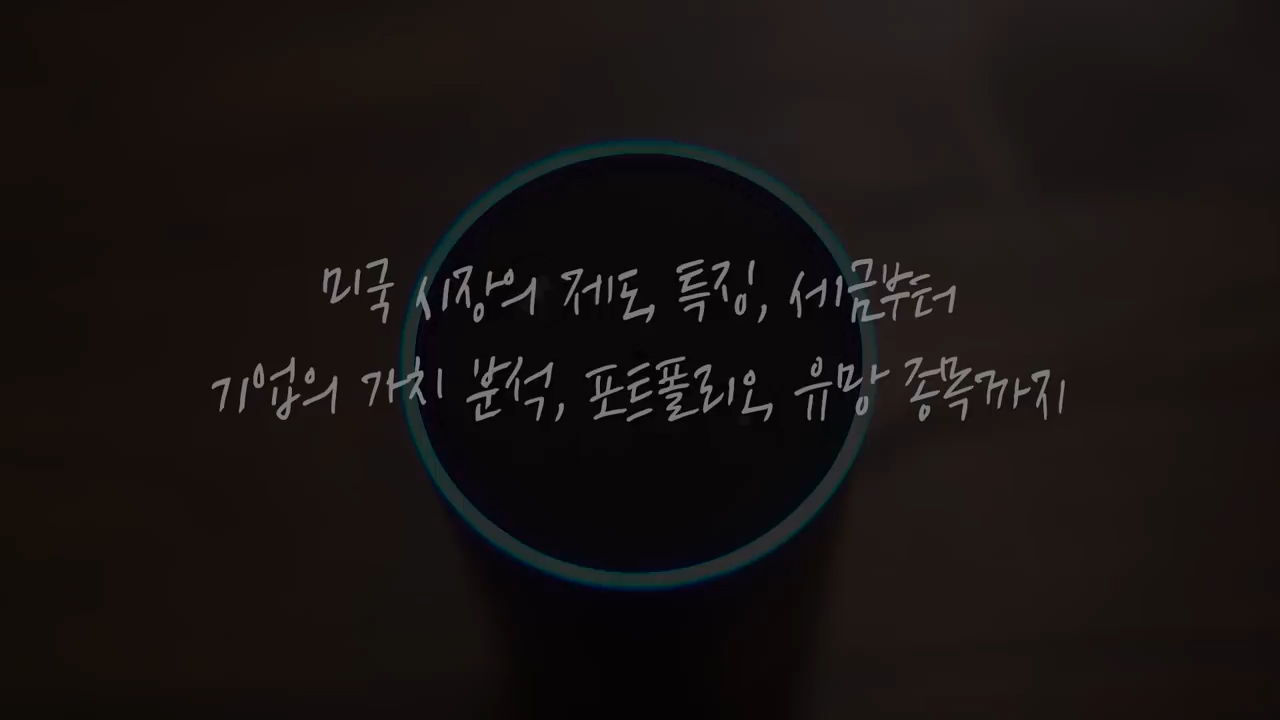 미국 시장의 제도, 특징, 세금부터
기업의 가치 분석, 포트폴리오, 유망 종목까지